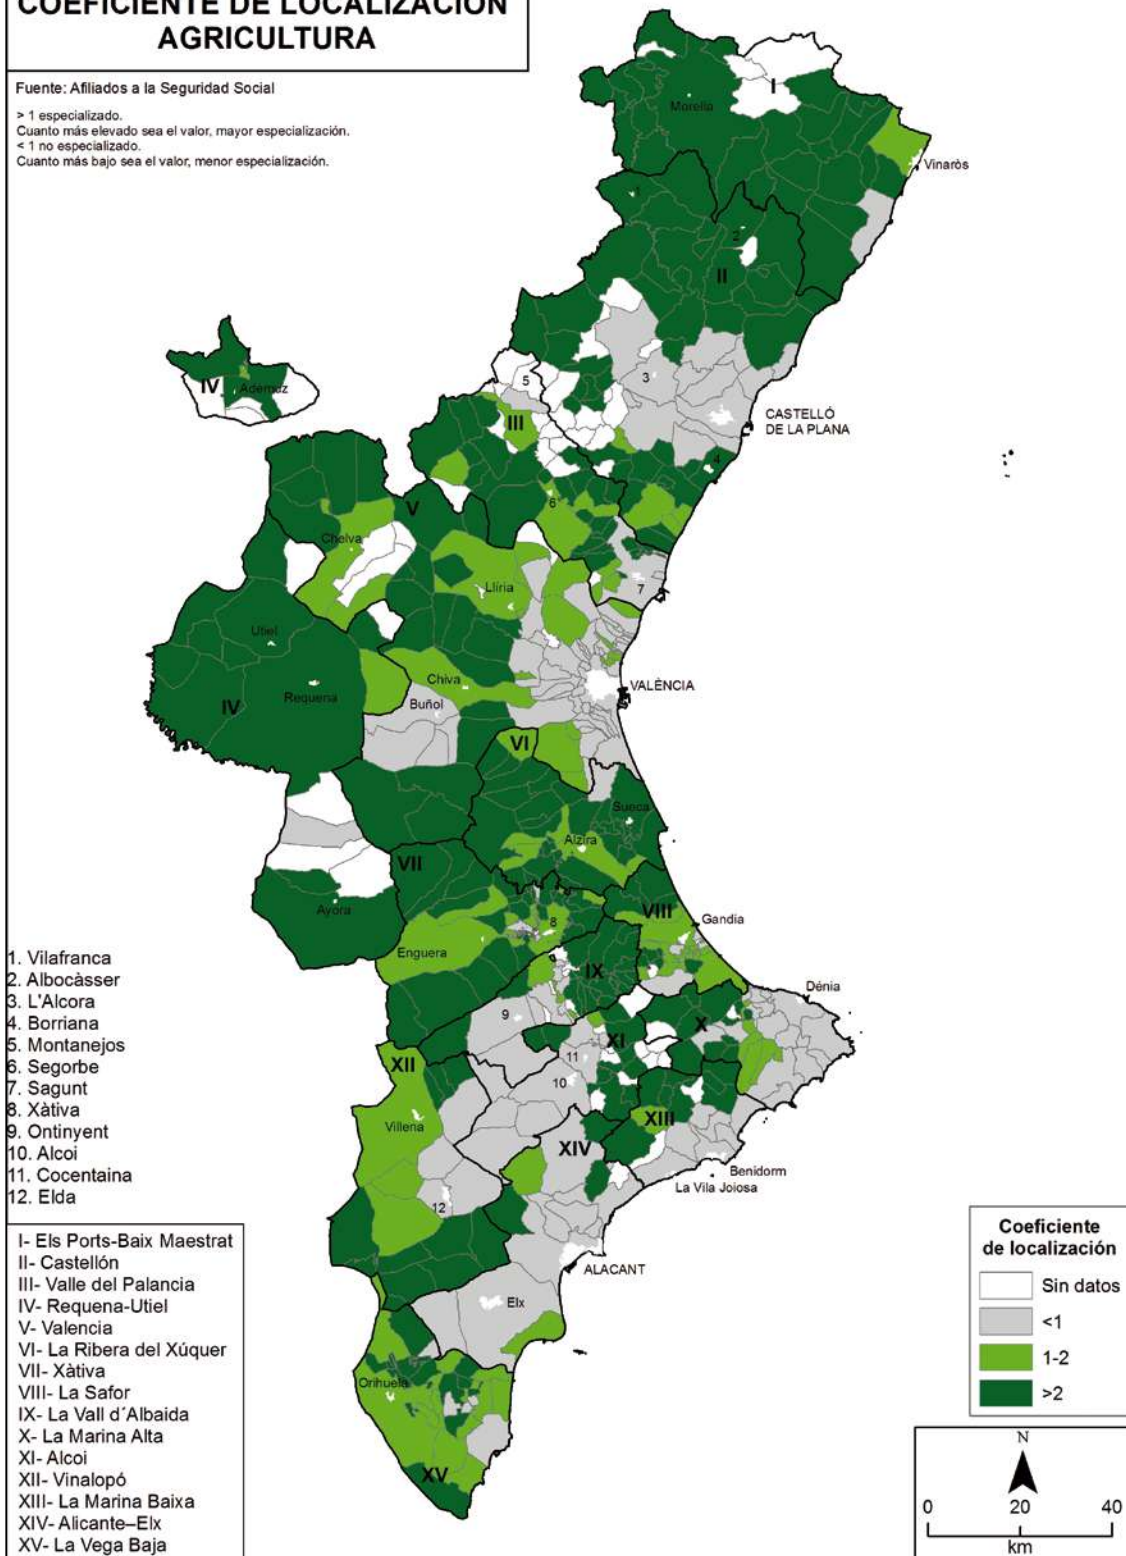 COEFICIENTE DE LOCALIZACIÓN
AGRICULTURA
Fuente: Afiliados a la Seguridad Social
> 1 especializado.
Cuanto más elevado sea el valor, mayor especialización.
< 1 no especializado.
Cuanto más bajo sea el valor, menor especialización.
I
Morella
Vinaròs
1
2
II
IV
Ademuz
5
3
III
CASTELLÓ
DE LA PLANA
4
V
6
Chelva
Llíria
7
Utiel
Chiva
VALÈNCIA
Requena
Buñol
IV
VI
Sueca
Alzira
VII
Ayora
VIII
Gandia
8
Enguera
IX
Dénia
9
X
XI
11
XII
10
Villena
XIII
XIV
Benidorm
La Vila Joiosa
12
ALACANT
Elx
Orihuela
XV
1. Vilafranca
2. Albocàsser
3. L'Alcora
4. Borriana
5. Montanejos
6. Segorbe
7. Sagunt
8. Xàtiva
9. Ontinyent
10. Alcoi
11. Cocentaina
12. Elda
I- Els Ports-Baix Maestrat
II- Castellón
III- Valle del Palancia
IV- Requena-Utiel
V- Valencia
VI- La Ribera del Xúquer
VII- Xàtiva
VIII- La Safor
IX- La Vall d´Albaida
X- La Marina Alta
XI- Alcoi
XII- Vinalopó
XIII- La Marina Baixa
XIV- Alicante–Elx
XV- La Vega Baja
Coeficiente
de localización
Sin datos
<1
1-2
>2
N
0 20 40
km